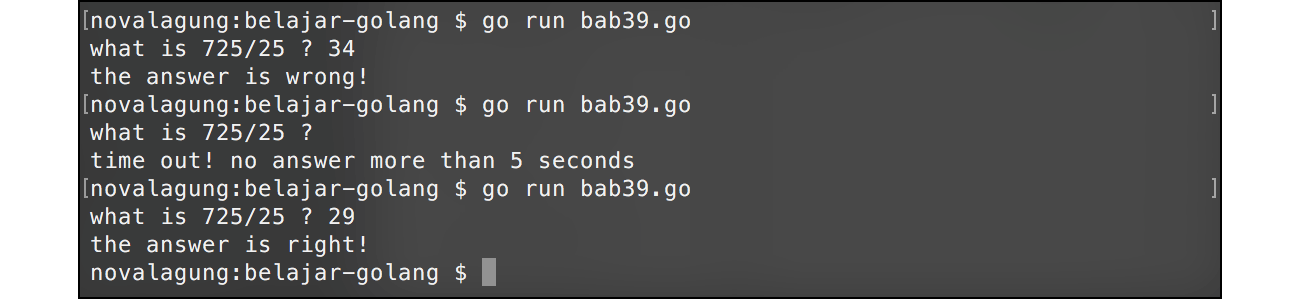 [novalagung:belajar-golang $ go run bab39.go ]
what is 725/25 ? 34
the answer is wrong!
[novalagung:belajar-golang $ go run bab39.go ]
what is 725/25 ?
time out! no answer more than 5 seconds
[novalagung:belajar-golang $ go run bab39.go ]
what is 725/25 ? 29
the answer is right!
novalagung:belajar-golang $